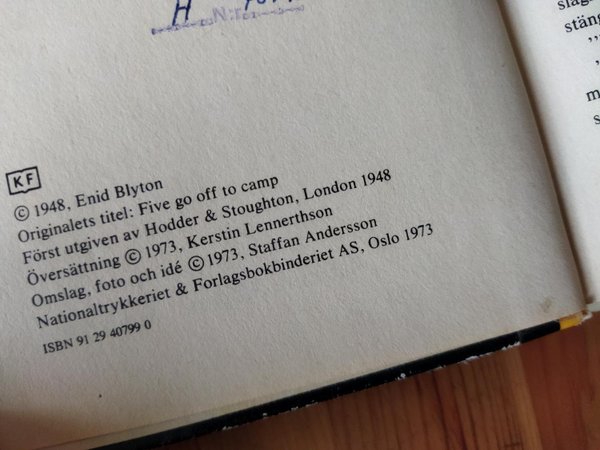 H
N:r
KF
© 1948, Enid Blyton
Originalets titel: Five go off to camp
Först utgiven av Hodder & Stoughton, London 1948
Översättning © 1973, Kerstin Lennerthson
Omslag, foto och idé © 1973, Staffan Andersson
Nationaltrykkeriet & Forlagsbokbinderiet AS, Oslo 1973
ISBN 91 29 40799 0
stäng
m
s